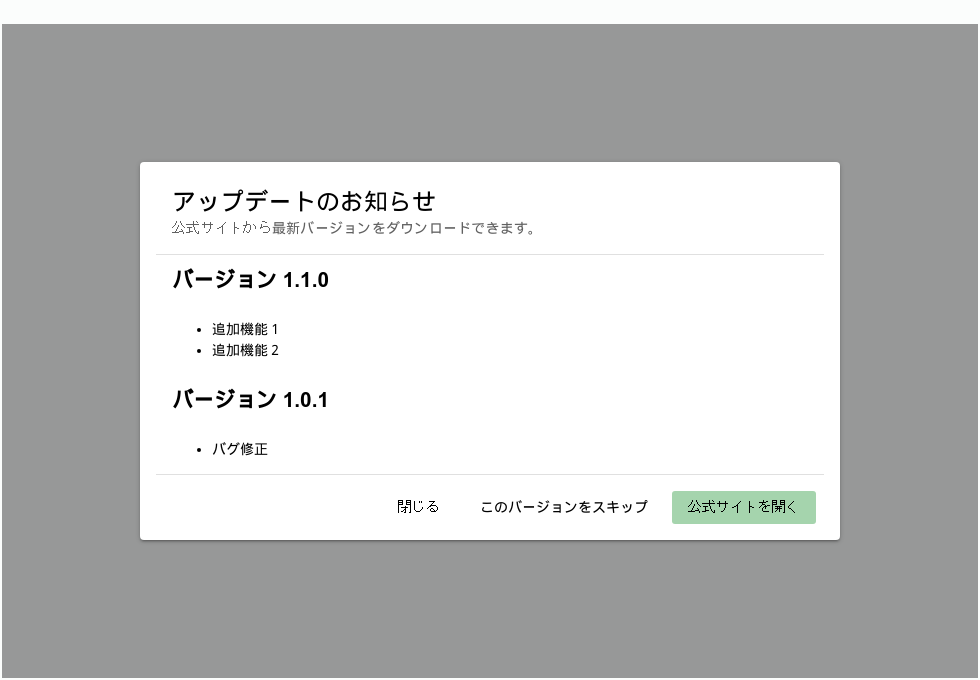 アップデートのお知らせ
公式サイトから最新バージョンをダウンロードできます。
バージョン 1.1.0
• 追加機能 1
• 追加機能 2
バージョン 1.0.1
• バグ修正
閉じる このバージョンをスキップ 公式サイトを開く